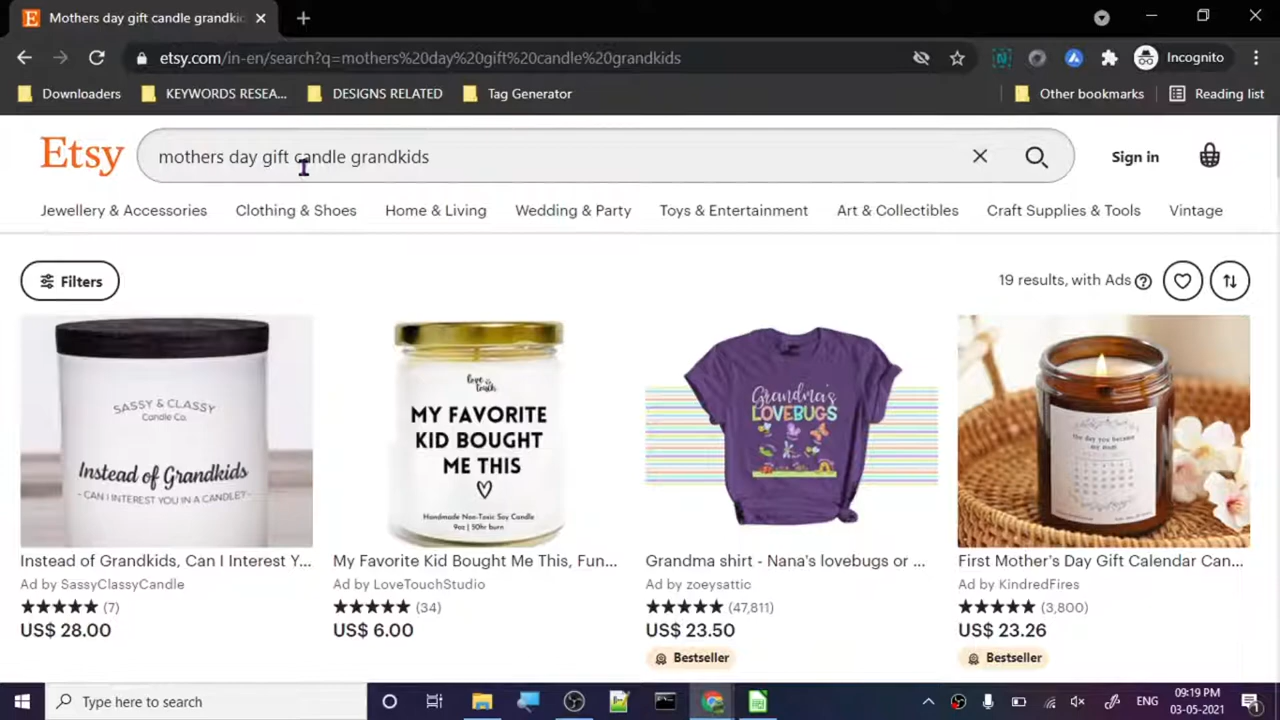 Mothers day gift candle grandki
etsy.com/in-en/search?q=mothers%20day%20gift%20candle%20grandkids
Incognito
Downloaders
KEYWORDS RESEA...
DESIGNS RELATED
Tag Generator
Other bookmarks
Reading list
Etsy
mothers day gift candle grandkids
Sign in
Jewellery & Accessories
Clothing & Shoes
Home & Living
Wedding & Party
Toys & Entertainment
Art & Collectibles
Craft Supplies & Tools
Vintage
Filters
19 results, with Ads
SASSY & CLASSY
Candle Co.
Instead of Grandkids
- CAN I INTEREST YOU IN A CANDLE? -
love & touch
MY FAVORITE
KID BOUGHT
ME THIS
Handmade Non-Toxic Soy Candle
9oz | 50hr burn
Grandma's
LOVEBUGS
the day you became
my mom
Instead of Grandkids, Can I Interest Y...
Ad by SassyClassyCandle
(7)
US$ 28.00
My Favorite Kid Bought Me This, Fun...
Ad by LoveTouchStudio
(34)
US$ 6.00
Grandma shirt - Nana's lovebugs or ...
Ad by zoeysattic
(47,811)
US$ 23.50
Bestseller
First Mother's Day Gift Calendar Can...
Ad by KindredFires
(3,800)
US$ 23.26
Bestseller
Type here to search
ENG
09:19 PM
03-05-2021
1